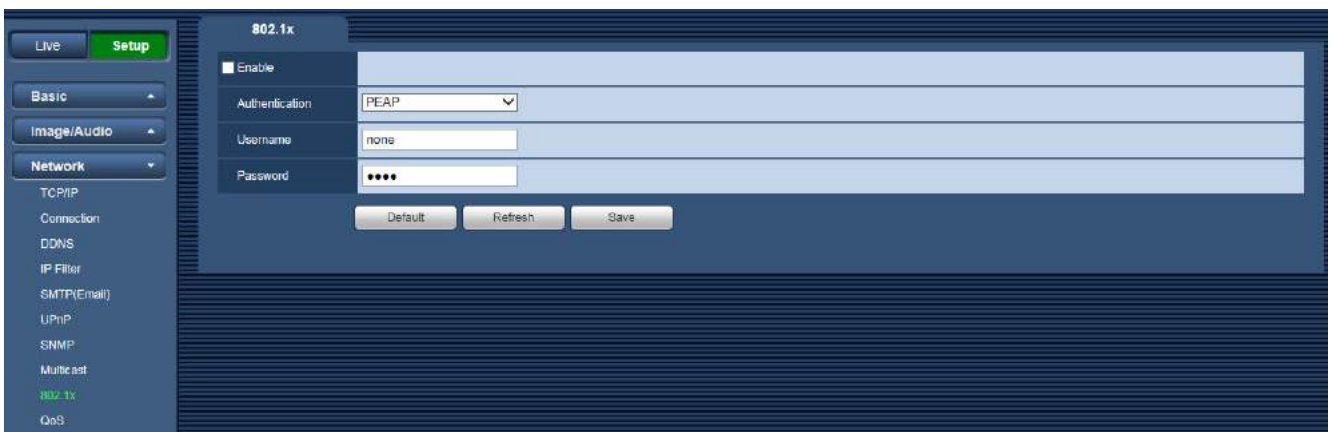 802.1x
Live Setup
Enable
Basic
Authentication PEAP
Image/Audio
Username none
Network
Password ••••
TCP/IP
Default Refresh Save
Connection
DDNS
IP Filter
SMTP(Email)
UPnP
SNMP
Multicast
802.1x
QoS